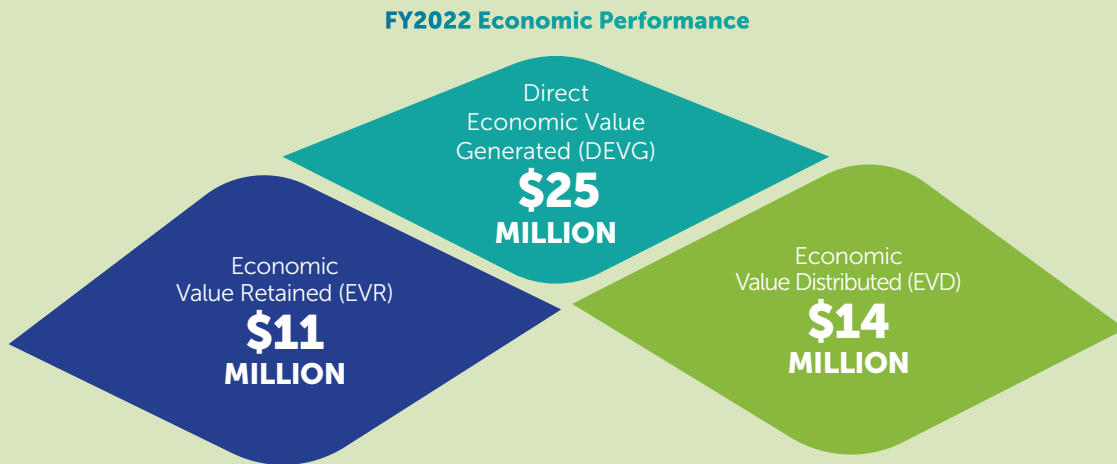 FY2022 Economic Performance
Direct
Economic Value
Generated (DEVG)
$25
MILLION
Economic
Value Retained (EVR)
$11
MILLION
Economic
Value Distributed (EVD)
$14
MILLION